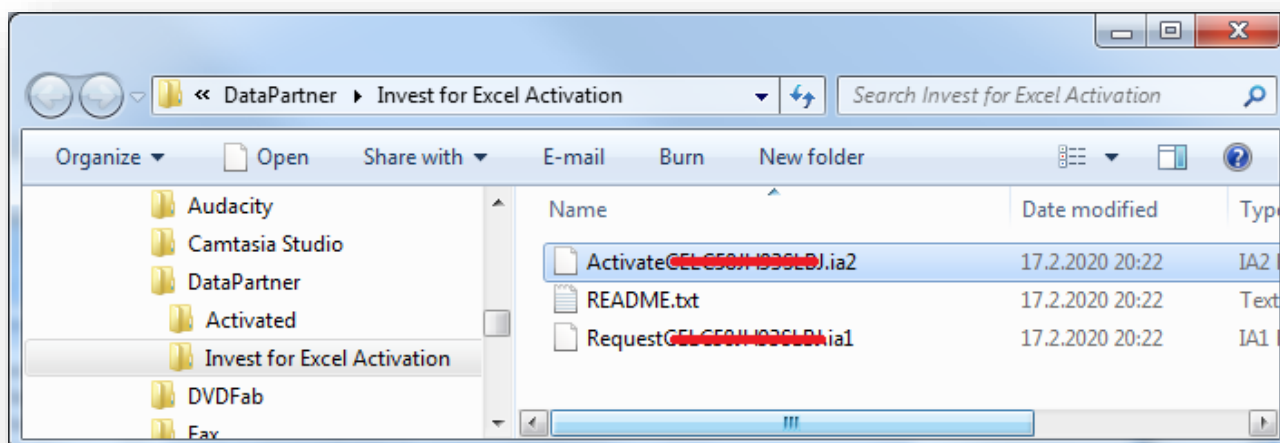 « DataPartner ▸ Invest for Excel Activation
Search Invest for Excel Activation
Organize Open Share with E-mail Burn New folder
Audacity
Camtasia Studio
DataPartner
Activated
Invest for Excel Activation
DVDFab
Fax
Name Date modified Type
.ia2 17.2.2020 20:22 IA2
README.txt 17.2.2020 20:22 Text
.ia1 17.2.2020 20:22 IA1